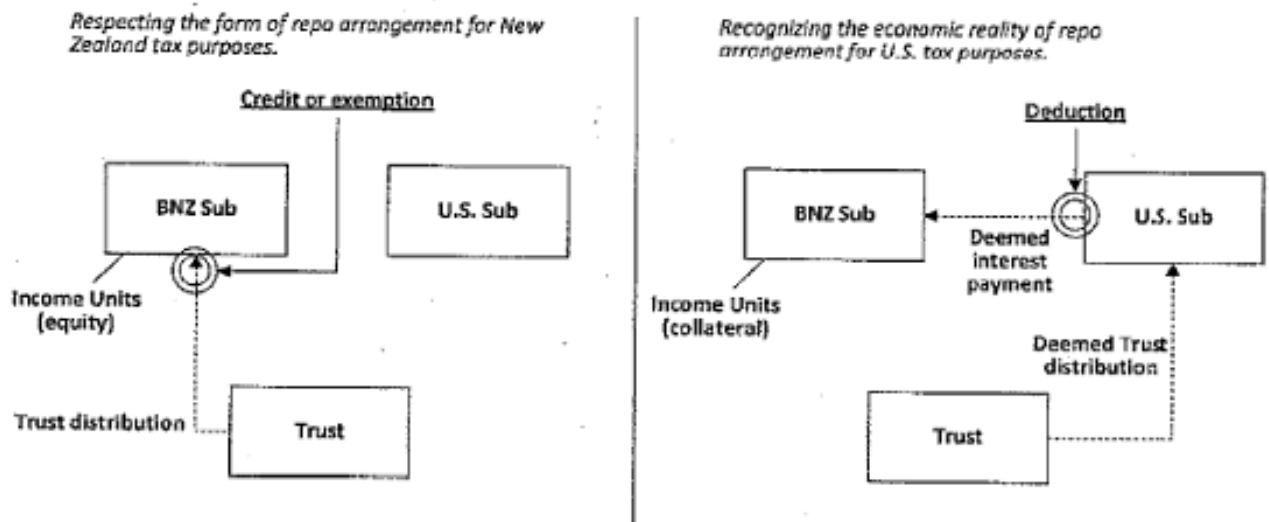 Respecting the form of repo arrangement for New
Zealand tax purposes.
Credit or exemption
BNZ Sub
U.S. Sub
Income Units
(equity)
Trust distribution
Trust
Recognizing the economic reality of repo
arrangement for U.S. tax purposes.
Deduction
BNZ Sub
U.S. Sub
Deemed
interest
payment
Income Units
(collateral)
Deemed Trust
distribution
Trust